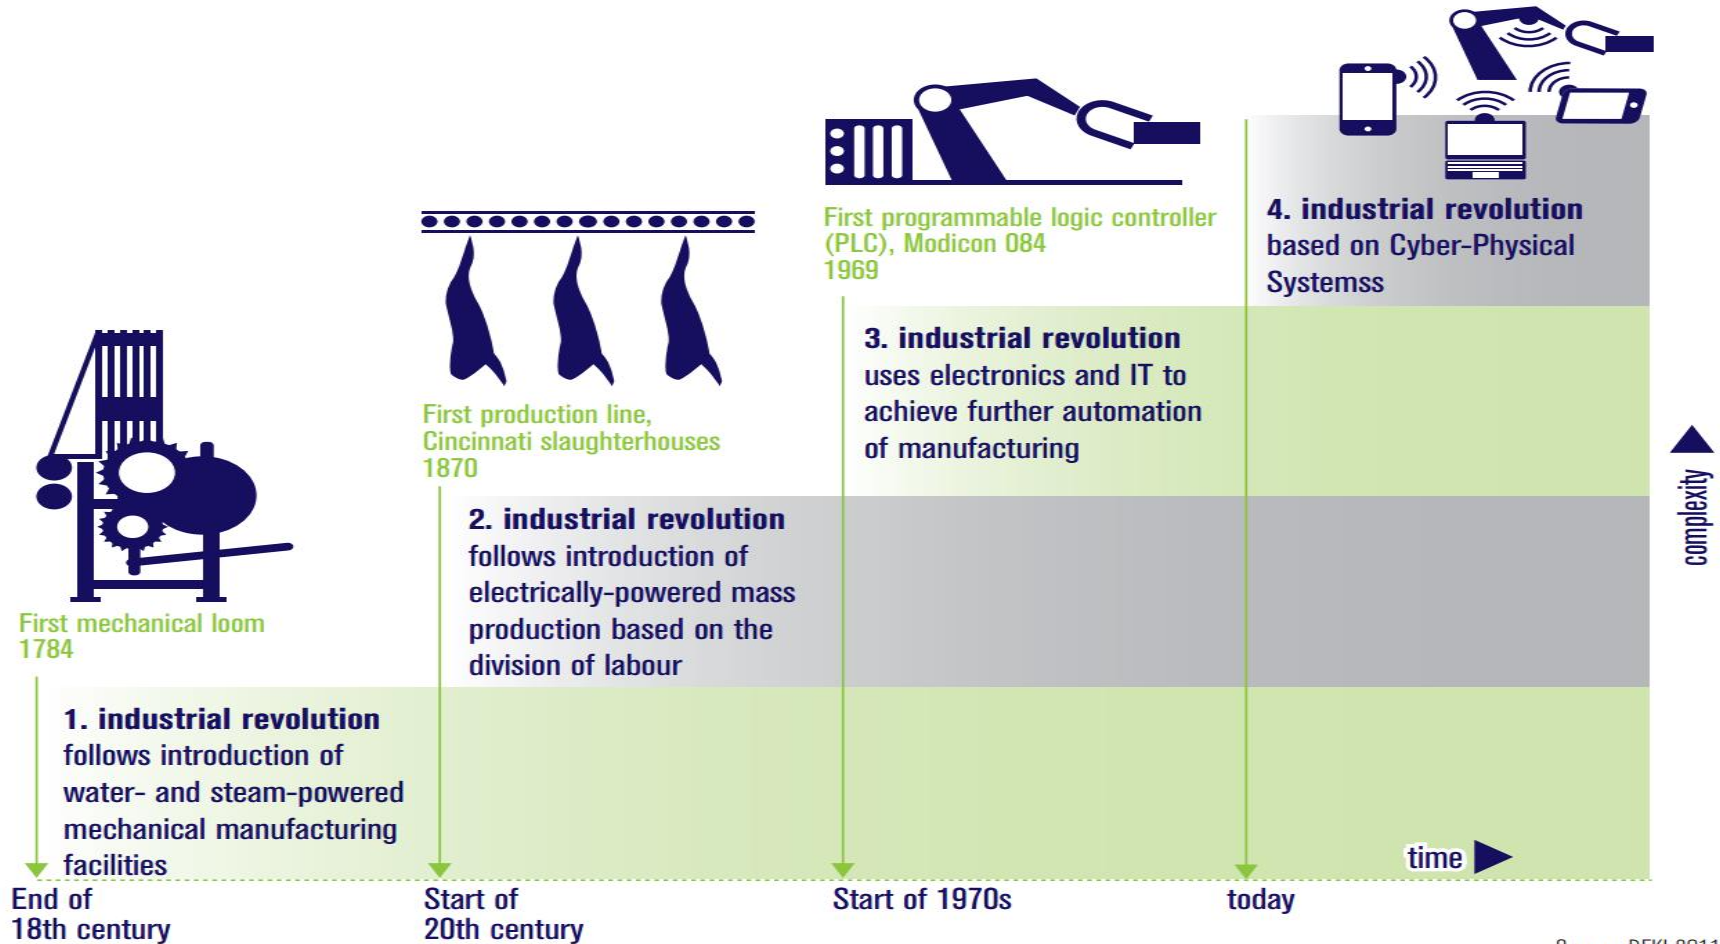 First mechanical loom
1784
1. industrial revolution
follows introduction of
water- and steam-powered
mechanical manufacturing
facilities
End of
18th century
First production line,
Cincinnati slaughterhouses
1870
2. industrial revolution
follows introduction of
electrically-powered mass
production based on the
division of labour
Start of
20th century
First programmable logic controller
(PLC), Modicon 084
1969
3. industrial revolution
uses electronics and IT to
achieve further automation
of manufacturing
Start of 1970s
4. industrial revolution
based on Cyber-Physical
Systemss
today
time
complexity